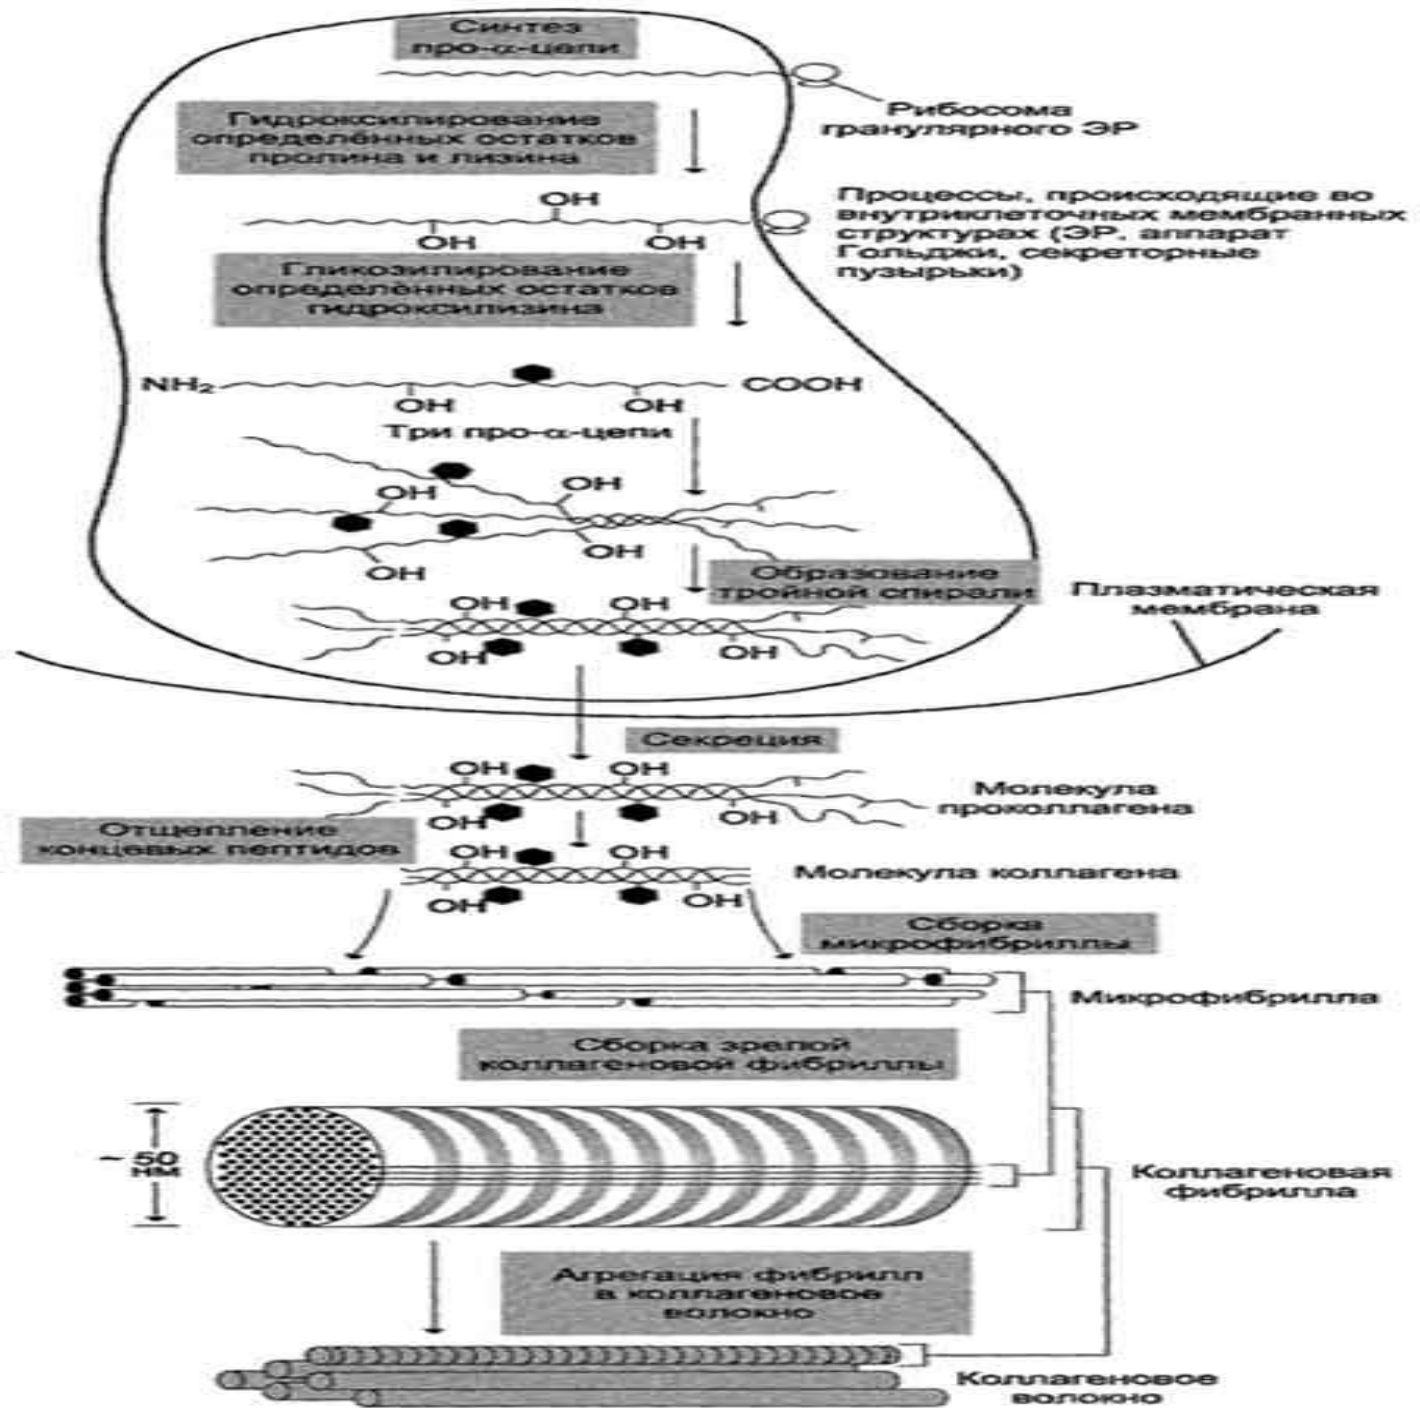 Синтез
про-α-цепи
Рибосома
гранулярного ЭР
Гидроксилирование
определённых остатков
пролина и лизина
Процессы, происходящие во
внутриклеточных мембранных
структурах (ЭР, аппарат
Гольджи, секреторные
пузырьки)
OH
OH
OH
Гликозилирование
определённых остатков
гидроксилизина
NH₂
COOH
OH
OH
Три про-α-цепи
OH
OH
OH
OH
Образование
тройной спирали
Плазматическая
мембрана
OH
OH
OH
OH
Секреция
OH
OH
OH
OH
Молекула
проколлагена
Отщепление
концевых пептидов
OH
OH
OH
OH
Молекула коллагена
Сборка
микрофибриллы
Микрофибрилла
Сборка зрелой
коллагеновой фибриллы
~ 50
нм
Коллагеновая
фибрилла
Агрегация фибрилл
в коллагеновое
волокно
Коллагеновое
волокно